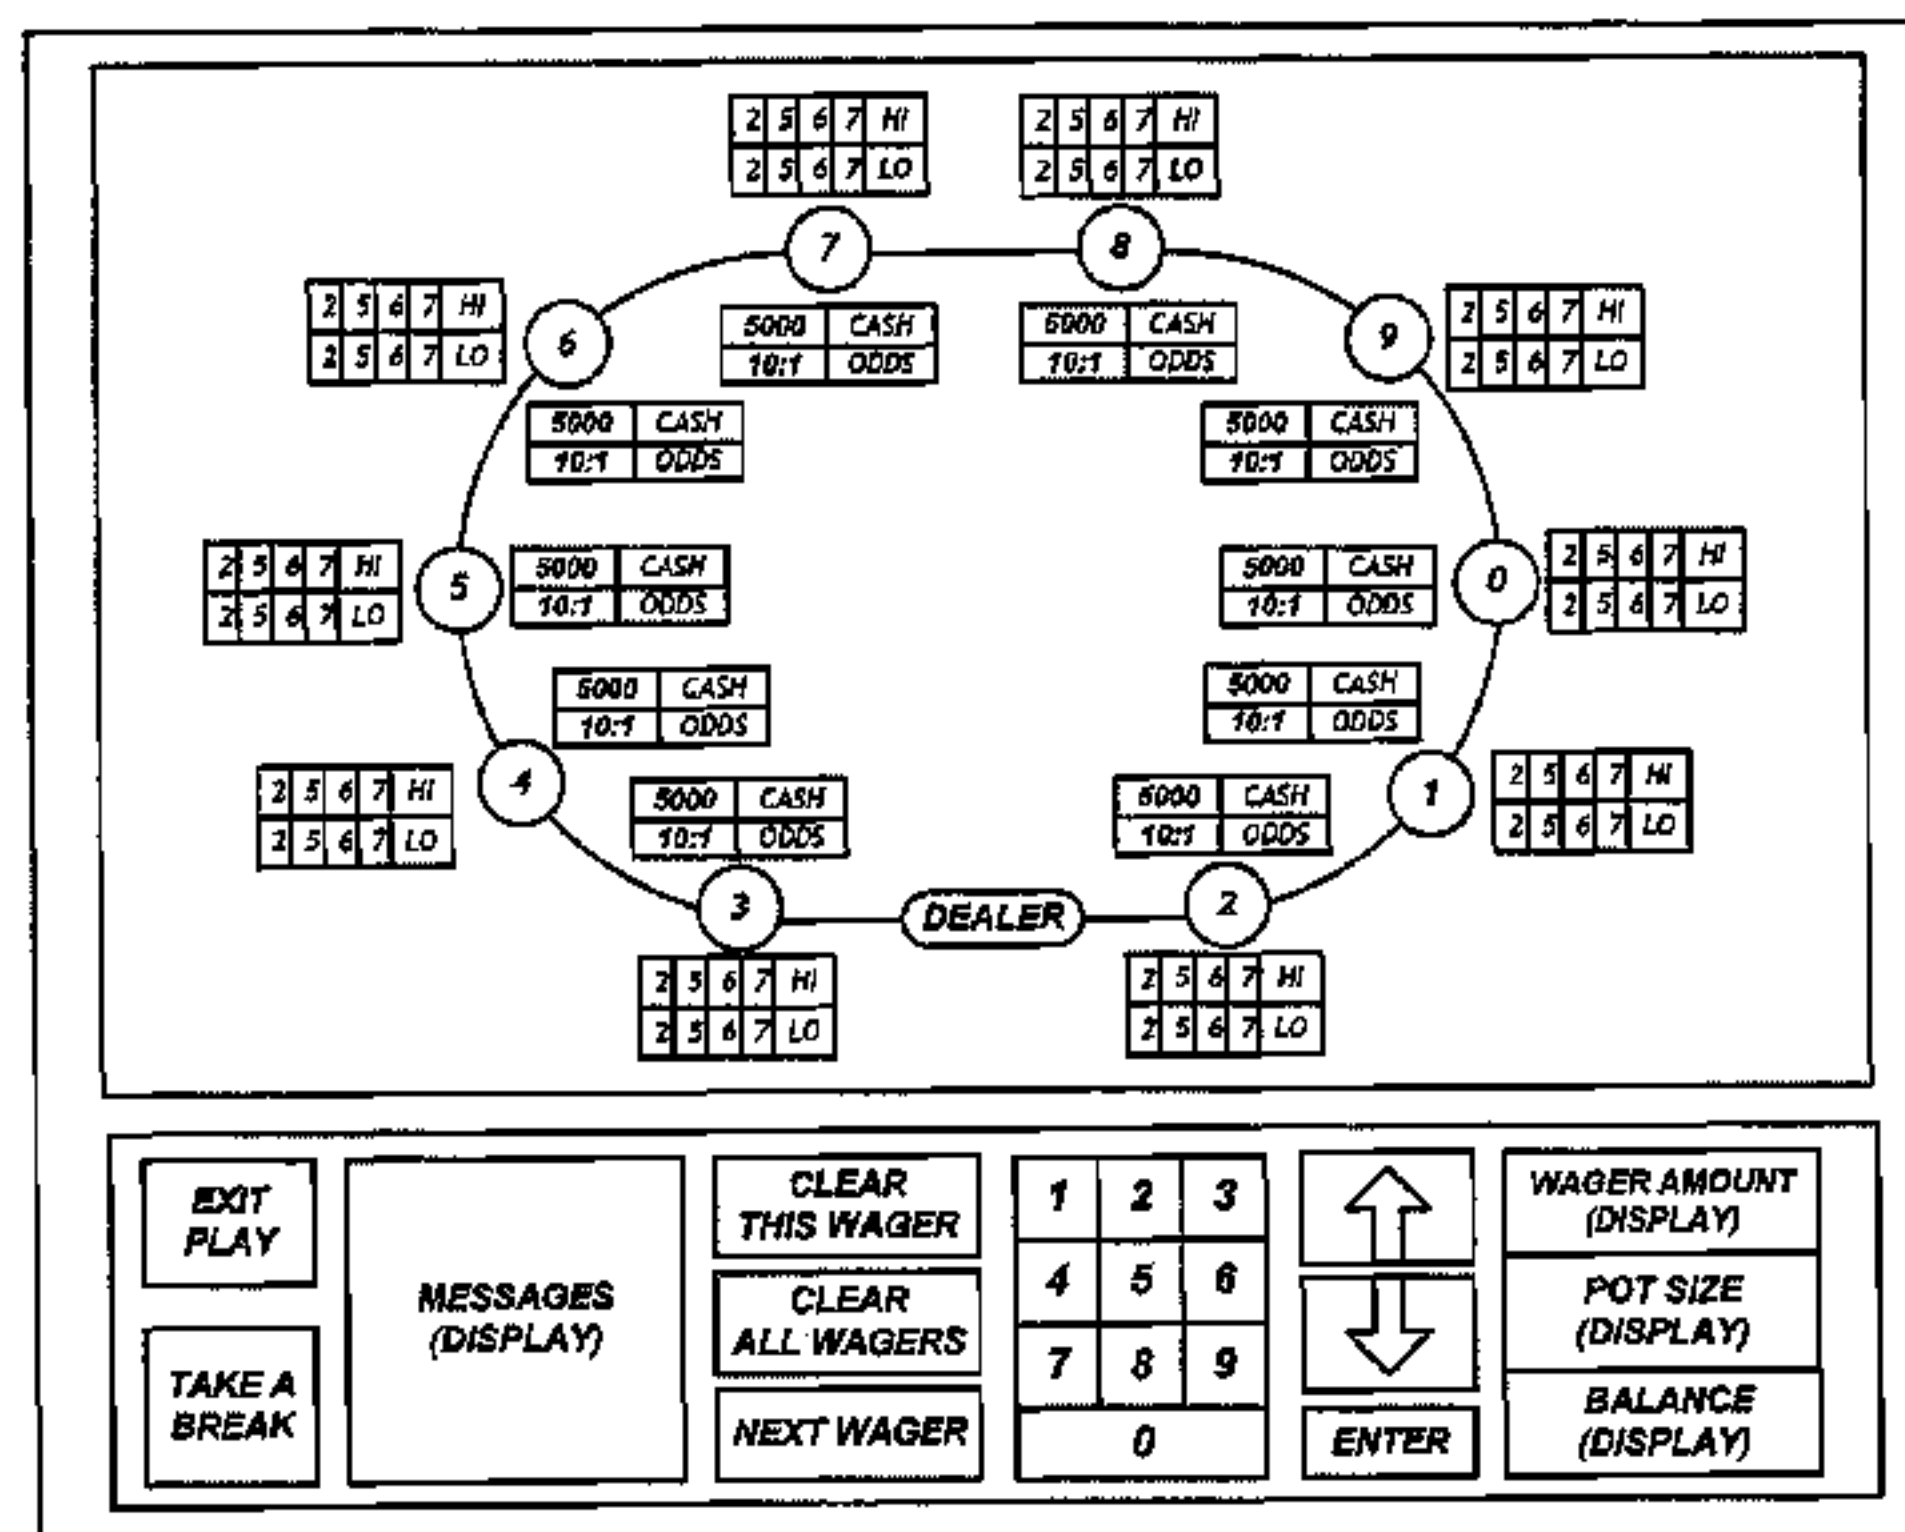 2 5 6 7 HI
2 5 6 7 LO
2 5 6 7 HI
2 5 6 7 LO
7
8
5000 CASH
10:1 ODDS
5000 CASH
10:1 ODDS
2 5 6 7 HI
2 5 6 7 LO
6
9
2 5 6 7 HI
2 5 6 7 LO
5000 CASH
10:1 ODDS
5000 CASH
10:1 ODDS
2 5 6 7 HI
2 5 6 7 LO
5
5000 CASH
10:1 ODDS
5000 CASH
10:1 ODDS
0
2 5 6 7 HI
2 5 6 7 LO
5000 CASH
10:1 ODDS
5000 CASH
10:1 ODDS
2 5 6 7 HI
2 5 6 7 LO
4
5000 CASH
10:1 ODDS
5000 CASH
10:1 ODDS
1
2 5 6 7 HI
2 5 6 7 LO
3
DEALER
2
2 5 6 7 HI
2 5 6 7 LO
2 5 6 7 HI
2 5 6 7 LO
EXIT
PLAY
TAKE A
BREAK
MESSAGES
(DISPLAY)
CLEAR
THIS WAGER
CLEAR
ALL WAGERS
NEXT WAGER
1 2 3
4 5 6
7 8 9
0
ENTER
WAGER AMOUNT
(DISPLAY)
POT SIZE
(DISPLAY)
BALANCE
(DISPLAY)